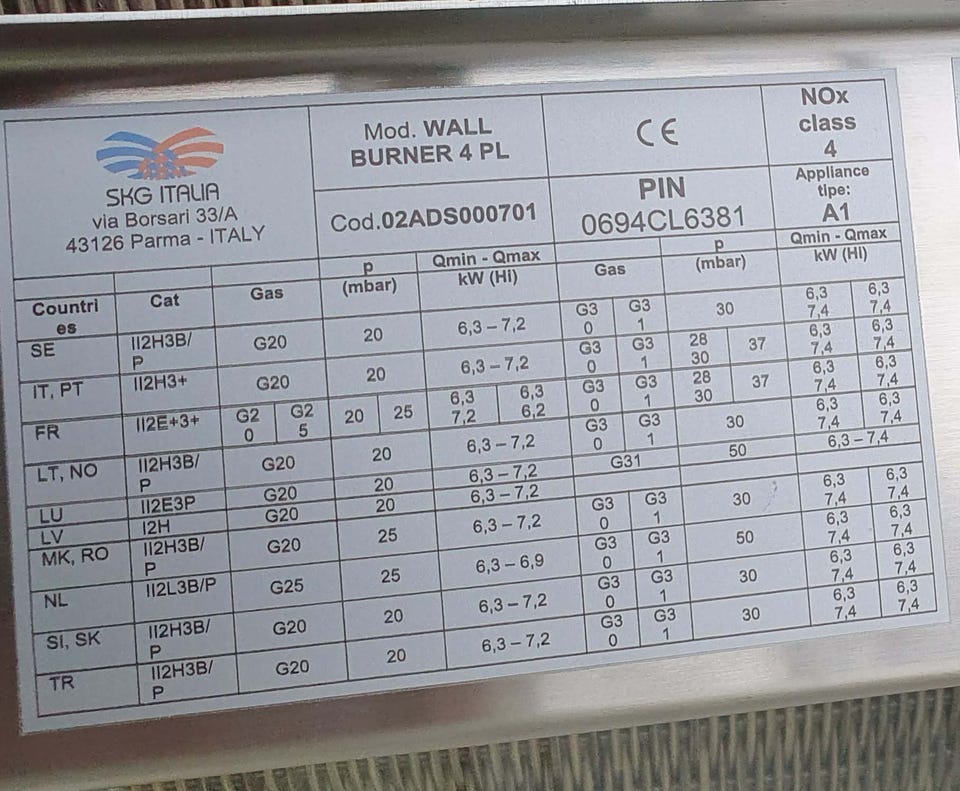 SKG ITALIA
via Borsari 33/A
43126 Parma - ITALY
Mod. WALL
BURNER 4 PL
Cod.02ADS000701
CE
PIN
0694CL6381
NOx
class
4
Appliance
tipe:
A1
Countri
es
Cat
Gas
p
(mbar)
Qmin - Qmax
kW (Hi)
Gas
p
(mbar)
Qmin - Qmax
kW (Hi)
SE II2H3B/ G20 20 6,3 – 7,2 G3 G3 30 6,3 6,3
P 0 1 7,4 7,4
IT, PT II2H3+ G20 20 6,3 – 7,2 G3 G3 28 37 6,3 6,3
0 1 30 7,4 7,4
FR II2E+3+ G2 G2 20 25 6,3 6,3 G3 G3 28 37 6,3 6,3
0 5 7,2 6,2 0 1 30 7,4 7,4
LT, NO II2H3B/ G20 20 6,3 – 7,2 G3 G3 30 6,3 6,3
P 0 1 7,4 7,4
LU II2E3P G20 20 6,3 – 7,2 G31 50 6,3 – 7,4
LV I2H G20 20 6,3 – 7,2
MK, RO II2H3B/ G20 25 6,3 – 7,2 G3 G3 30 6,3 6,3
P 0 1 7,4 7,4
NL II2L3B/P G25 25 6,3 – 6,9 G3 G3 50 6,3 6,3
0 1 7,4 7,4
SI, SK II2H3B/ G20 20 6,3 – 7,2 G3 G3 30 6,3 6,3
P 0 1 7,4 7,4
TR II2H3B/ G20 20 6,3 – 7,2 G3 G3 30 6,3 6,3
P 0 1 7,4 7,4